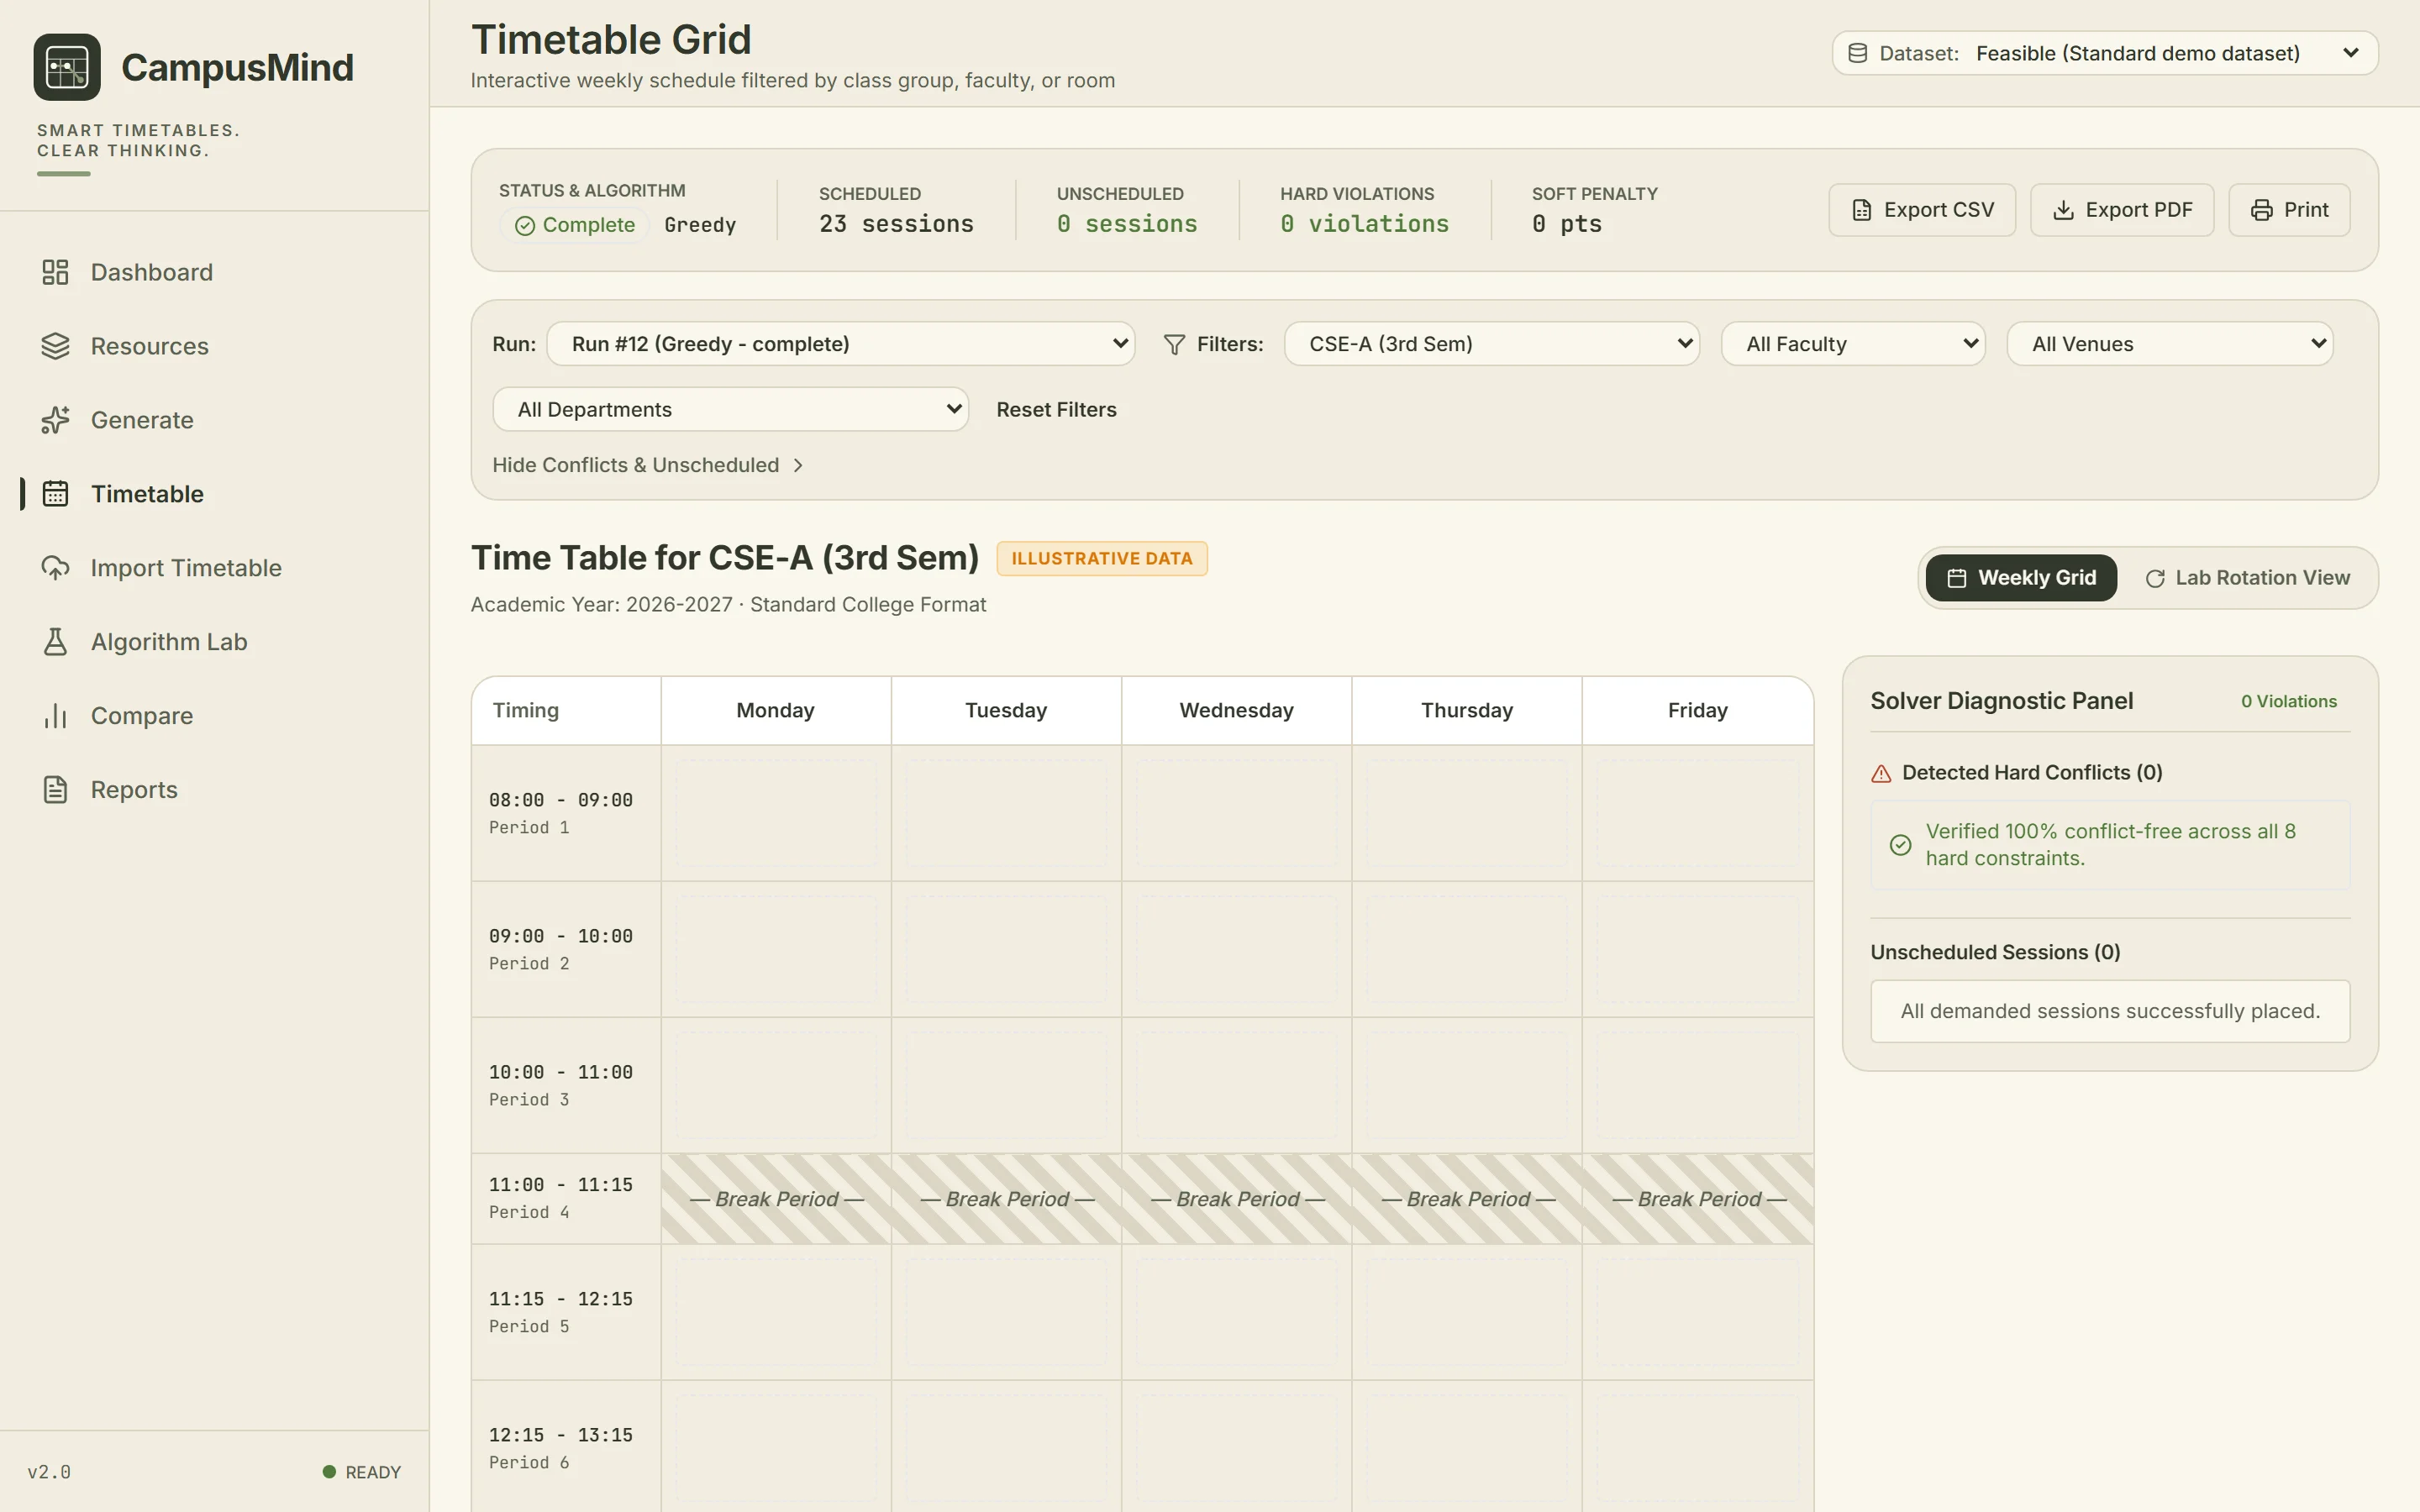 CampusMind
SMART TIMETABLES.
CLEAR THINKING.
Dashboard
Resources
Generate
Timetable
Import Timetable
Algorithm Lab
Compare
Reports
v2.0
READY
Timetable Grid
Interactive weekly schedule filtered by class group, faculty, or room
Dataset: Feasible (Standard demo dataset)
STATUS & ALGORITHM
Complete Greedy
SCHEDULED
23 sessions
UNSCHEDULED
0 sessions
HARD VIOLATIONS
0 violations
SOFT PENALTY
0 pts
Export CSV
Export PDF
Print
Run: Run #12 (Greedy - complete) Filters: CSE-A (3rd Sem) All Faculty All Venues
All Departments Reset Filters
Hide Conflicts & Unscheduled
Time Table for CSE-A (3rd Sem) ILLUSTRATIVE DATA
Academic Year: 2026-2027 · Standard College Format
Weekly Grid Lab Rotation View
Timing Monday Tuesday Wednesday Thursday Friday
08:00 - 09:00
Period 1
09:00 - 10:00
Period 2
10:00 - 11:00
Period 3
11:00 - 11:15
Period 4
— Break Period — — Break Period — — Break Period — — Break Period — — Break Period —
11:15 - 12:15
Period 5
12:15 - 13:15
Period 6
Solver Diagnostic Panel 0 Violations
Detected Hard Conflicts (0)
Verified 100% conflict-free across all 8
hard constraints.
Unscheduled Sessions (0)
All demanded sessions successfully placed.